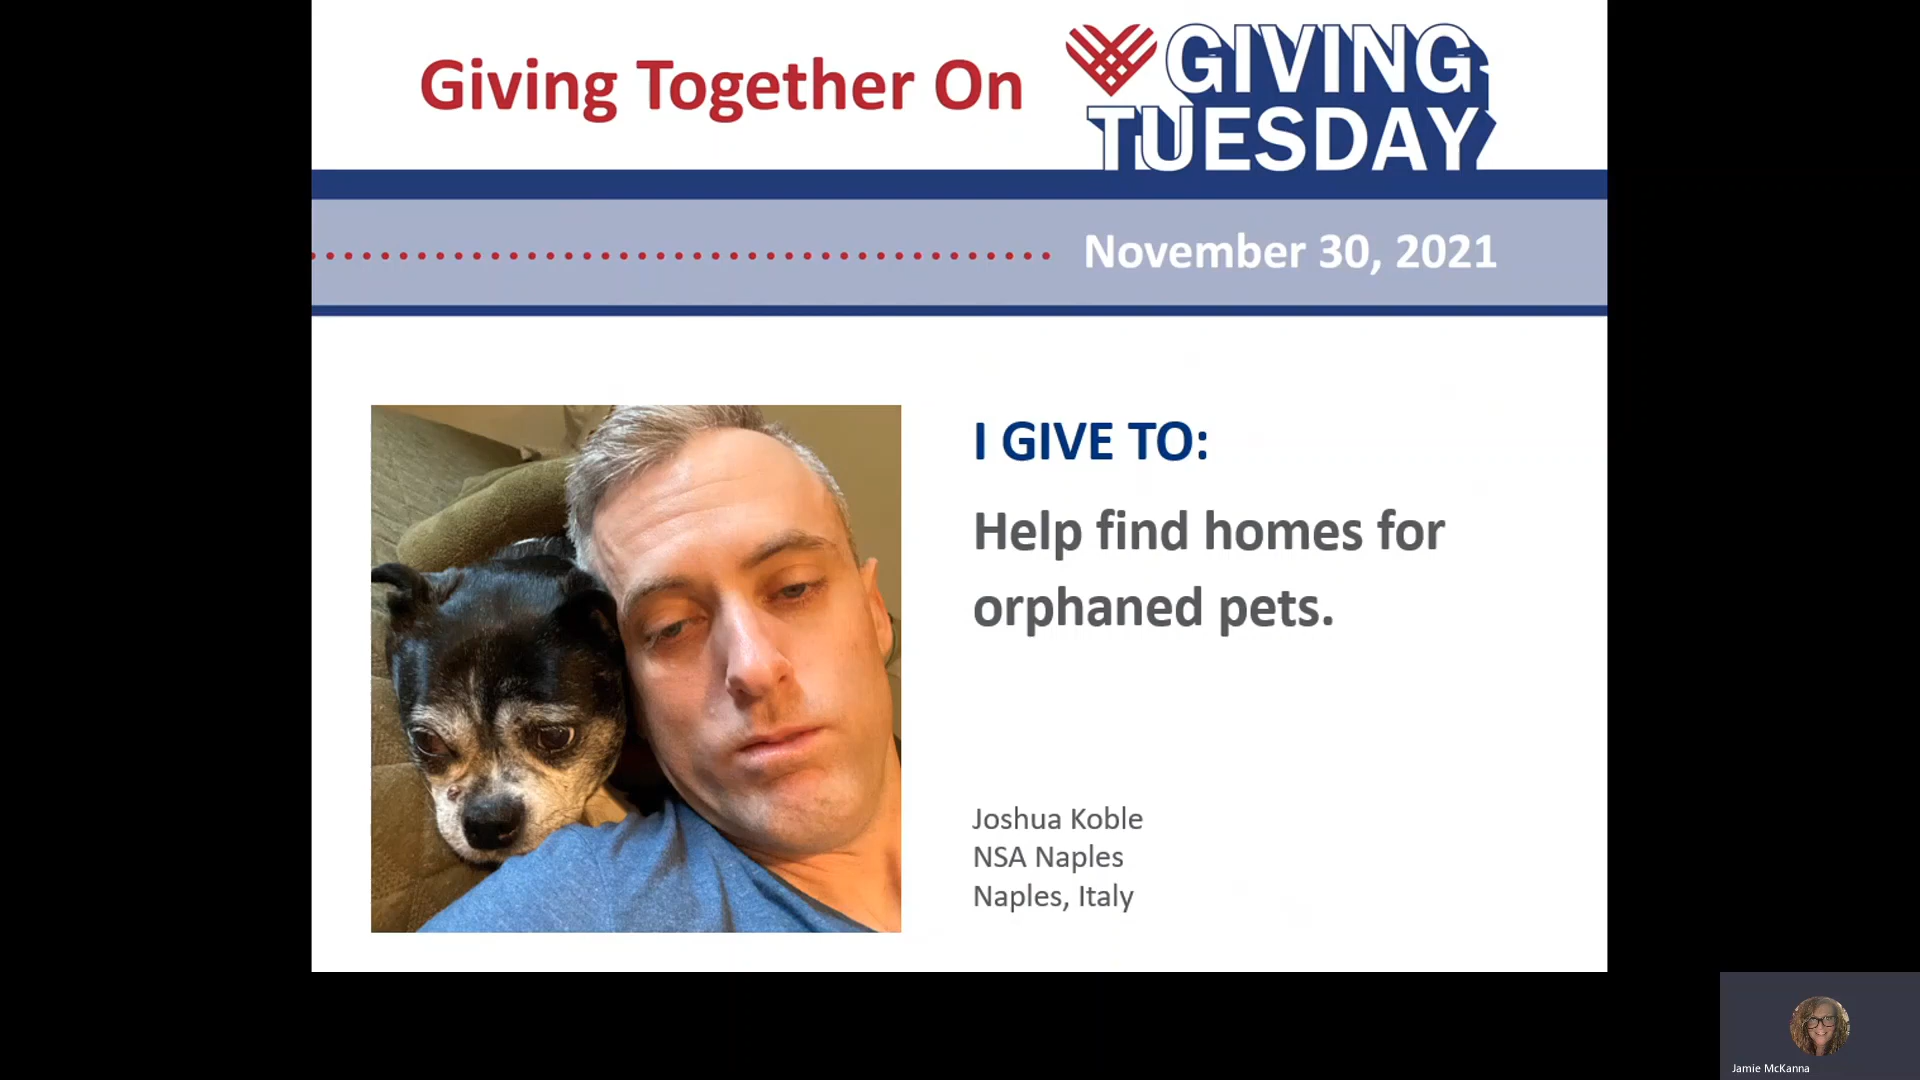 Giving Together On
GIVING
TUESDAY
November 30, 2021
I GIVE TO:
Help find homes for
orphaned pets.
Joshua Koble
NSA Naples
Naples, Italy
Jamie McKanna